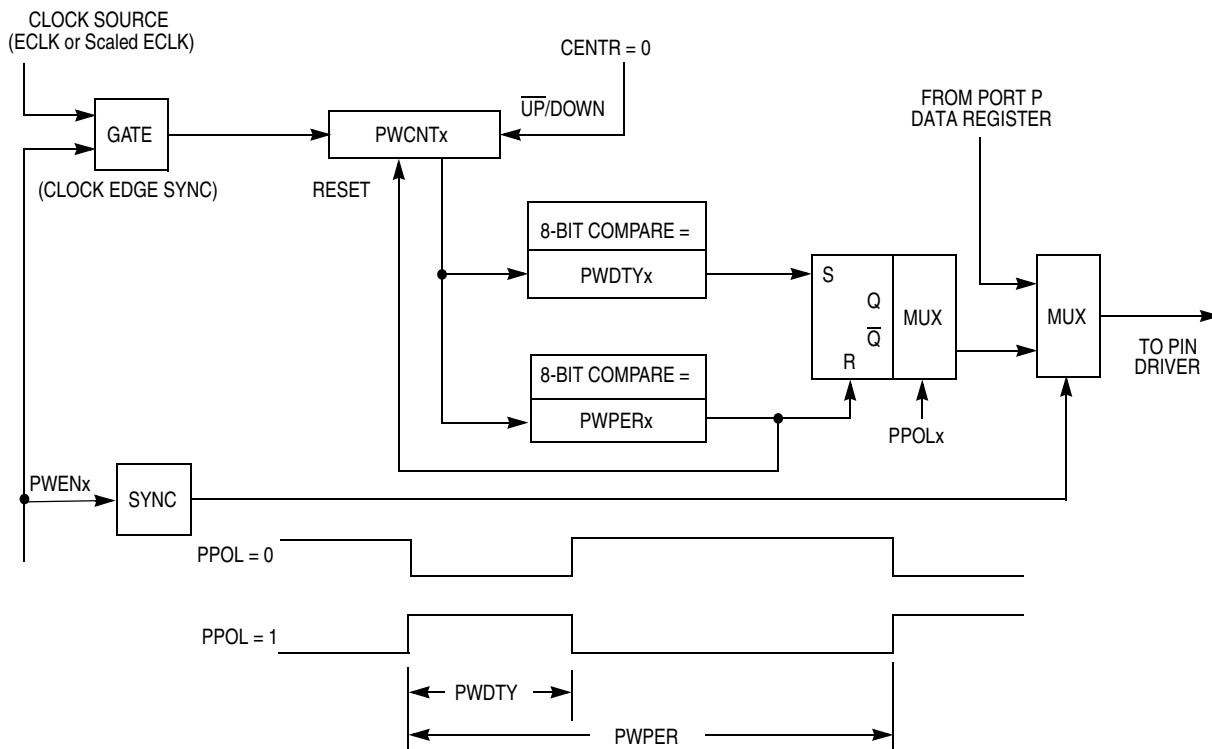 CLOCK SOURCE
(ECLK or Scaled ECLK)
CENTR = 0
U̅P̅/DOWN
FROM PORT P
DATA REGISTER
GATE
PWCNTx
(CLOCK EDGE SYNC)
RESET
8-BIT COMPARE =
PWDTYx
S
Q
Q̅
R
MUX
MUX
TO PIN
DRIVER
8-BIT COMPARE =
PWPERx
PPOLx
PWENx
SYNC
PPOL = 0
PPOL = 1
PWDTY
PWPER